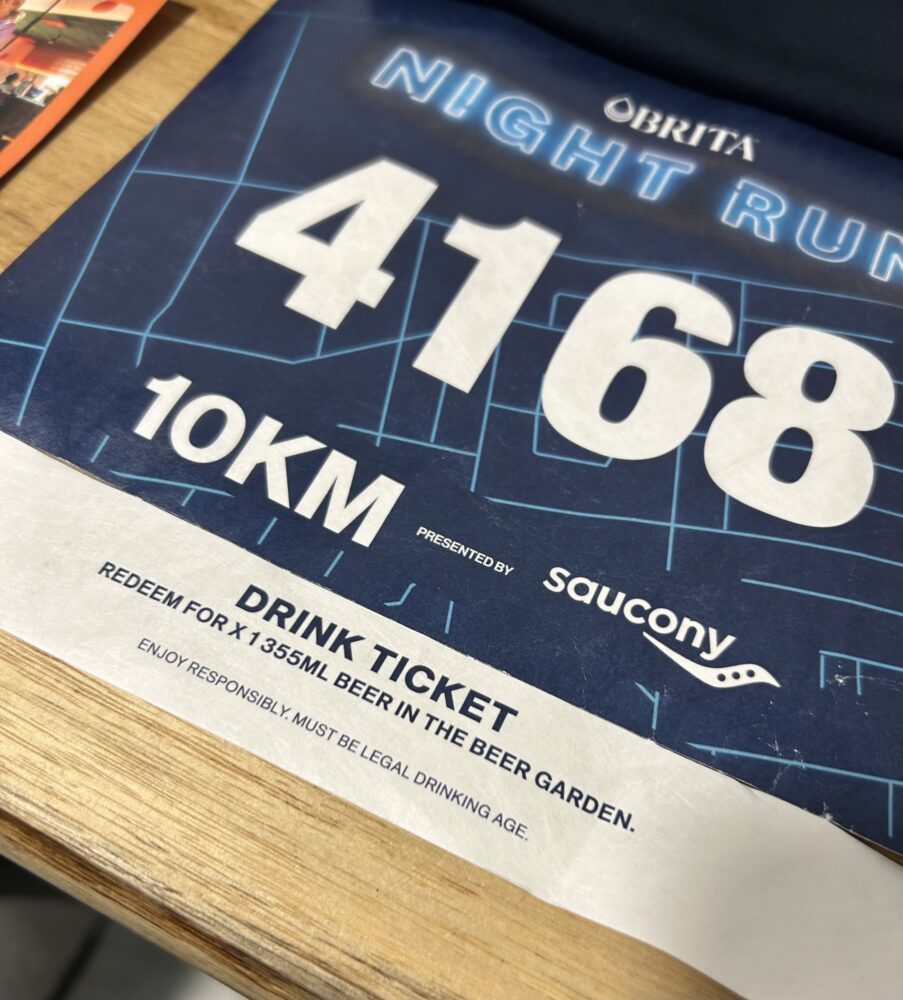 BRITA
NIGHT RUN
4168
10KM
PRESENTED BY
saucony
DRINK TICKET
REDEEM FOR X 1 355ML BEER IN THE BEER GARDEN.
ENJOY RESPONSIBLY. MUST BE LEGAL DRINKING AGE.